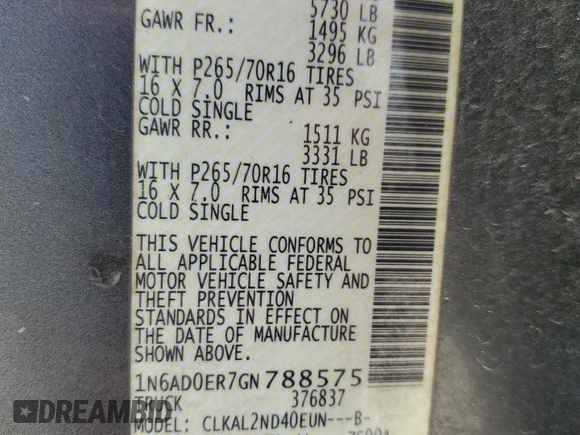 5730 LB
GAWR FR.: 1495 KG
3296 LB
WITH P265/70R16 TIRES
16 X 7.0 RIMS AT 35 PSI
COLD SINGLE
GAWR RR.: 1511 KG
3331 LB
WITH P265/70R16 TIRES
16 X 7.0 RIMS AT 35 PSI
COLD SINGLE
THIS VEHICLE CONFORMS TO
ALL APPLICABLE FEDERAL
MOTOR VEHICLE SAFETY AND
THEFT PREVENTION
STANDARDS IN EFFECT ON
THE DATE OF MANUFACTURE
SHOWN ABOVE.
1N6AD0ER7GN788575
TRUCK 376837
MODEL: CLKAL2ND40EUN---B-
DREAMBID